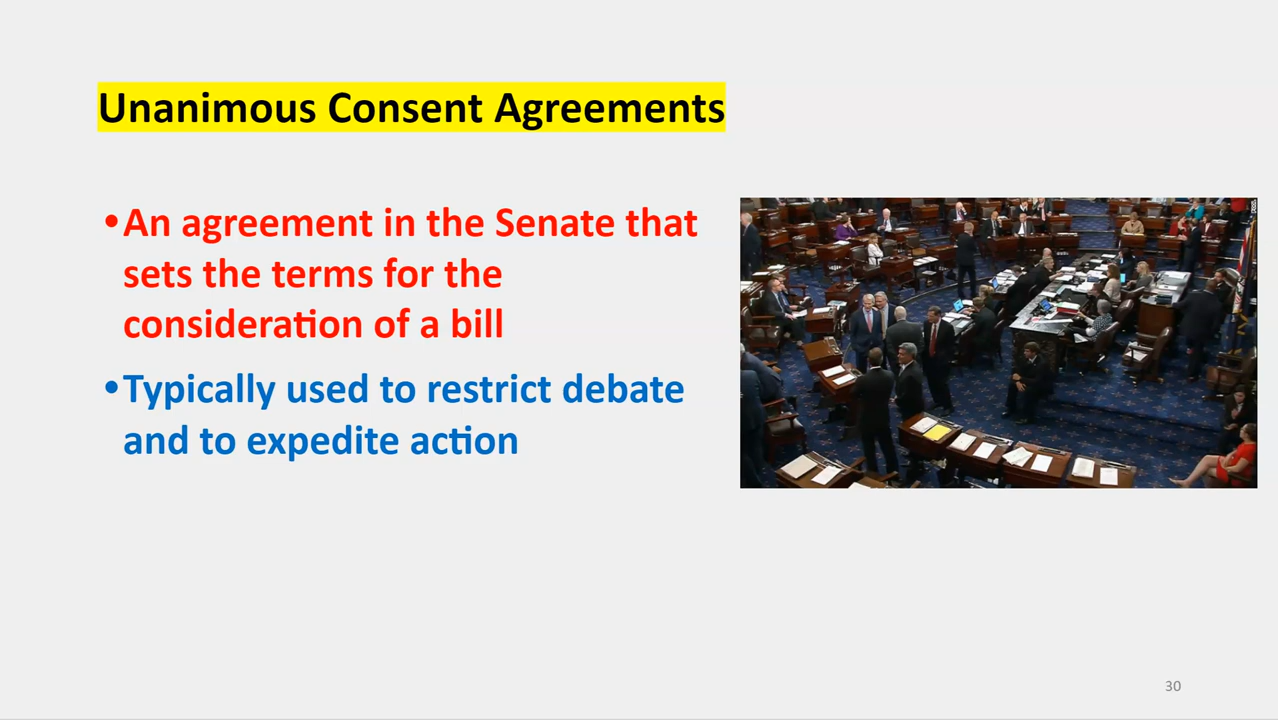 Unanimous Consent Agreements
•An agreement in the Senate that
sets the terms for the
consideration of a bill
•Typically used to restrict debate
and to expedite action
30